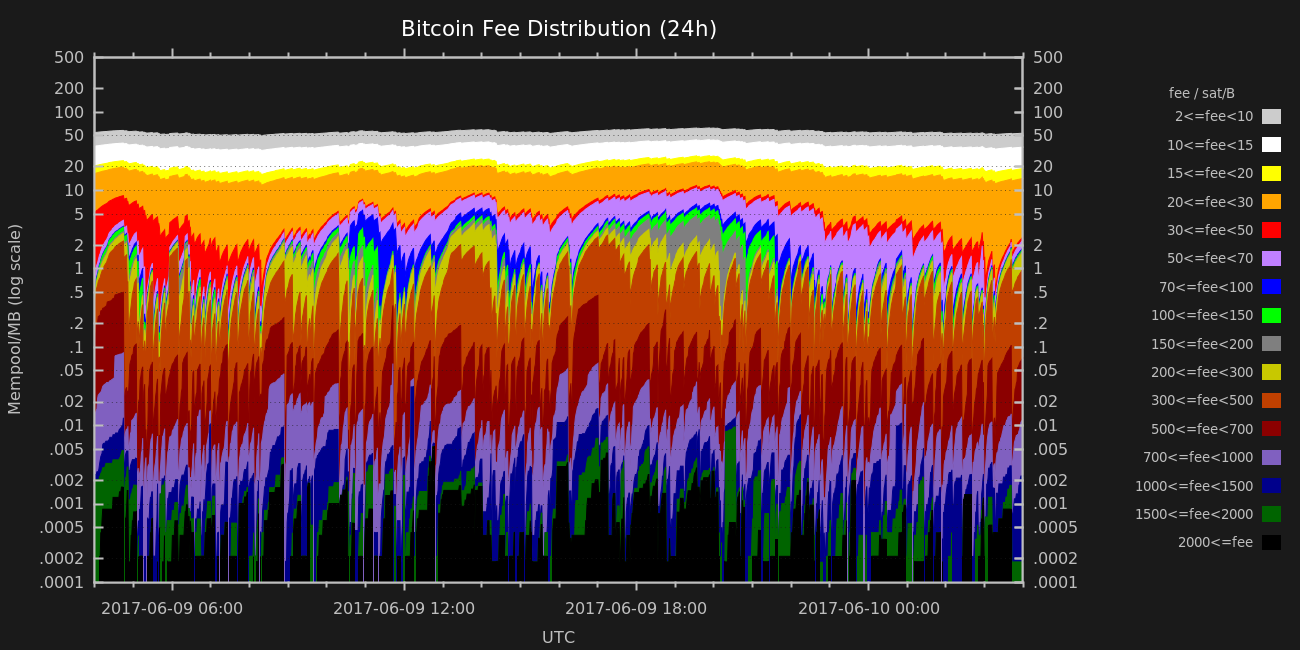 Bitcoin Fee Distribution (24h)
500 500
200 200
100 100
50 50
20 20
10 10
5 5
2 2
1 1
.5 .5
.2 .2
.1 .1
.05 .05
.02 .02
.01 .01
.005 .005
.002 .002
.001 .001
.0005 .0005
.0002 .0002
.0001 .0001
Mempool/MB (log scale)
2017-06-09 06:00 2017-06-09 12:00 2017-06-09 18:00 2017-06-10 00:00
UTC
fee / sat/B
2<=fee<10
10<=fee<15
15<=fee<20
20<=fee<30
30<=fee<50
50<=fee<70
70<=fee<100
100<=fee<150
150<=fee<200
200<=fee<300
300<=fee<500
500<=fee<700
700<=fee<1000
1000<=fee<1500
1500<=fee<2000
2000<=fee